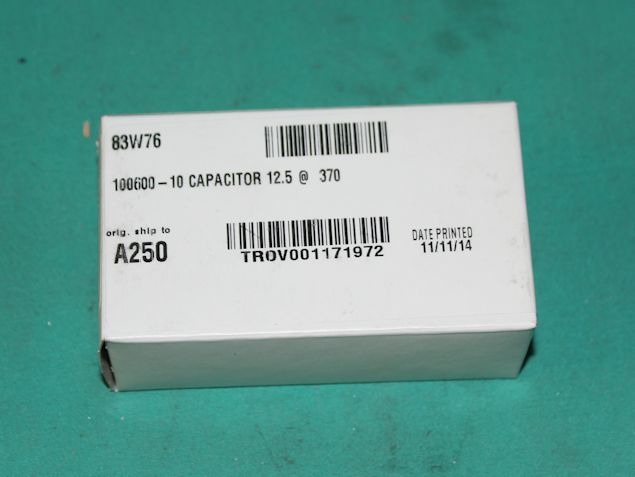 83W76
100600-10 CAPACITOR 12.5 @ 370
orig. ship to
A250
TROV001171972
DATE PRINTED
11/11/14